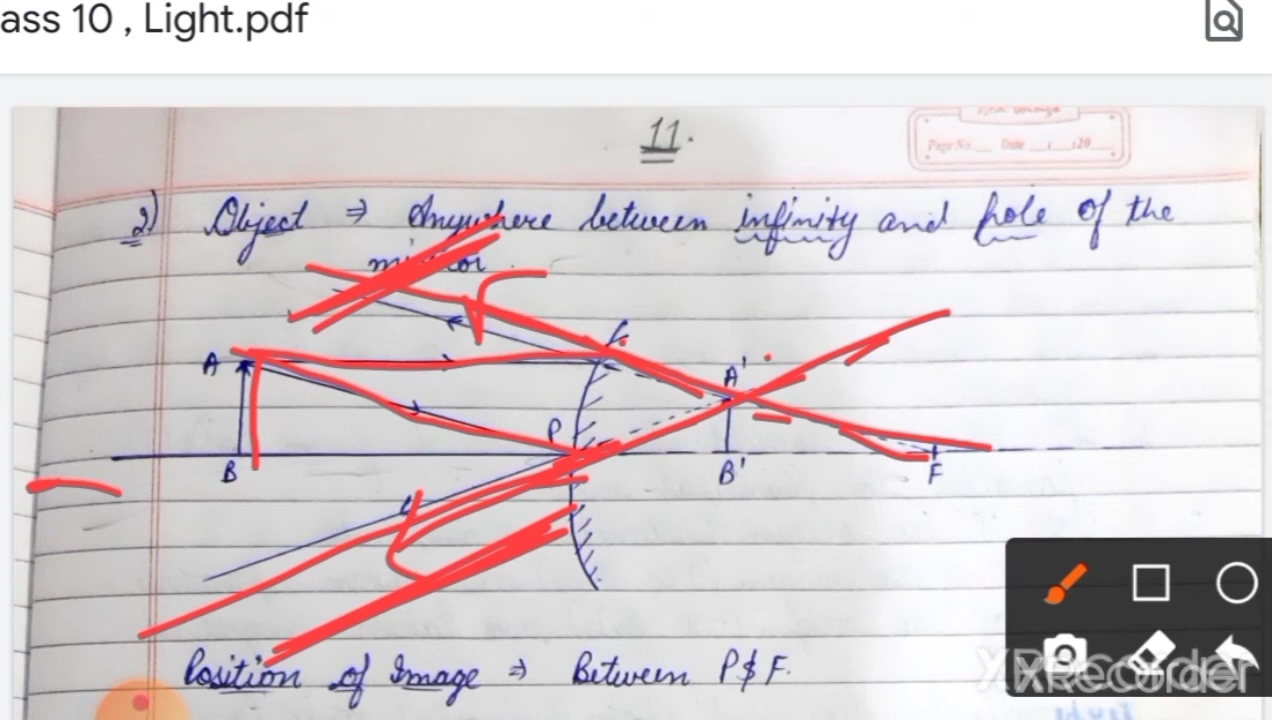 ass 10 , Light.pdf
11.
Page No. Date 20
2) Object ⇒ Anywhere between infinity and pole of the
mirror.
A
A'
P
B
B'
F
Position of Image ⇒ Between P & F.
XRecorder